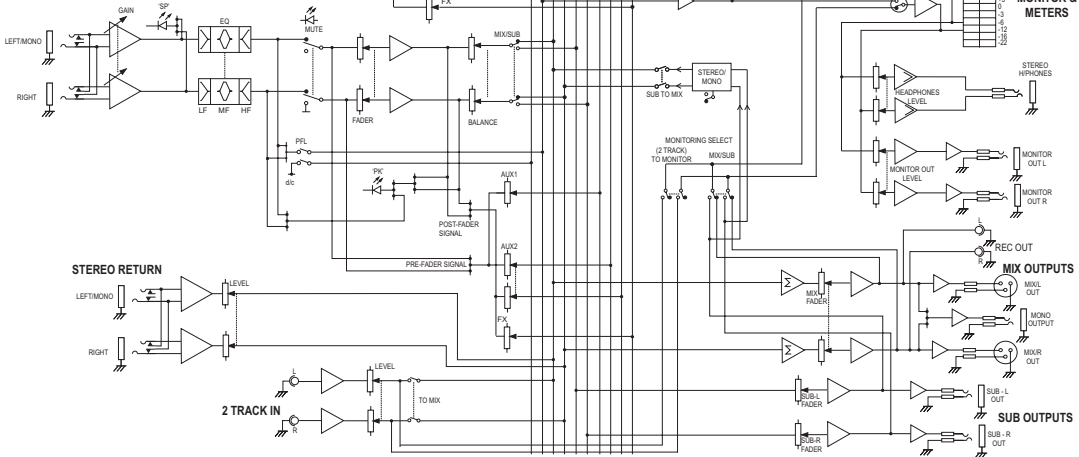 GAIN
'SP'
EQ
MUTE
FX
MIX/SUB
MONITOR &
METERS
0
-3
-6
-12
-16
-22
LEFT/MONO
RIGHT
LF MF HF
FADER
BALANCE
SUB TO MIX
STEREO/
MONO
STEREO
H/PHONES
HEADPHONES
LEVEL
PFL
d/c
'PK'
AUX1
MONITORING SELECT
(2 TRACK)
TO MONITOR
MIX/SUB
MONITOR
OUT L
MONITOR OUT
LEVEL
MONITOR
OUT R
POST-FADER
SIGNAL
AUX2
PRE-FADER SIGNAL
L
R
REC OUT
STEREO RETURN
LEFT/MONO
LEVEL
RIGHT
FX
Σ
MIX
FADER
Σ
MIX OUTPUTS
MIX/L
OUT
MONO
OUTPUT
MIX/R
OUT
2 TRACK IN
L
R
LEVEL
TO MIX
SUB-L
FADER
SUB-R
FADER
SUB - L
OUT
SUB OUTPUTS
SUB - R
OUT